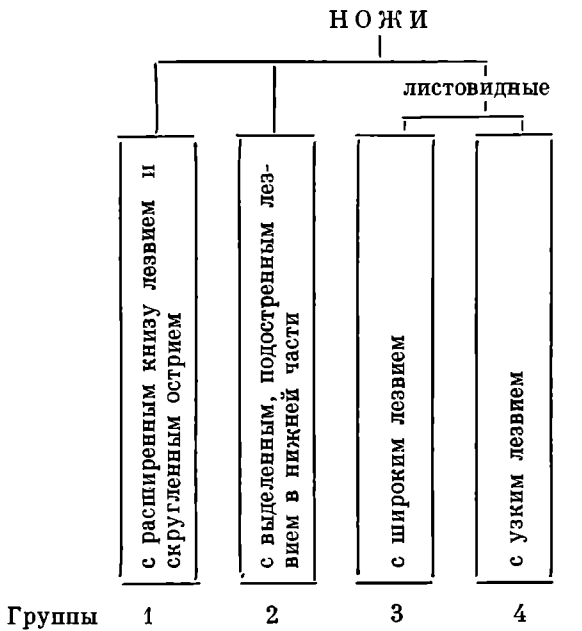 НОЖИ
листовидные
с расширенным книзу лезвием и
скругленным острием
с выделенным, подостренным лез-
вием в нижней части
с широким лезвием
с узким лезвием
Группы 1 2 3 4